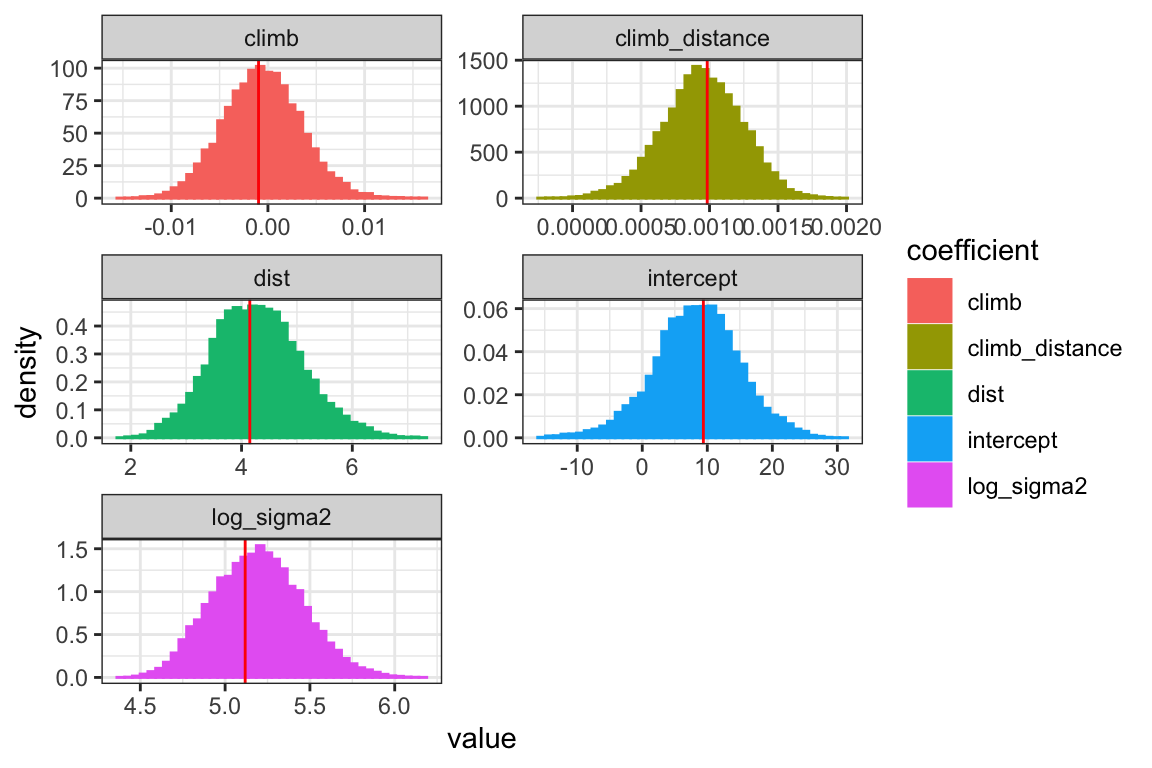 climb
100
75
50
25
0
-0.01 0.00 0.01
climb_distance
1500
1000
500
0
0.0000 0.0005 0.0010 0.0015 0.0020
dist
0.4
0.3
0.2
0.1
0.0
2 4 6
intercept
0.06
0.04
0.02
0.00
-10 0 10 20 30
log_sigma2
1.5
1.0
0.5
0.0
4.5 5.0 5.5 6.0
density
value
coefficient
climb
climb_distance
dist
intercept
log_sigma2